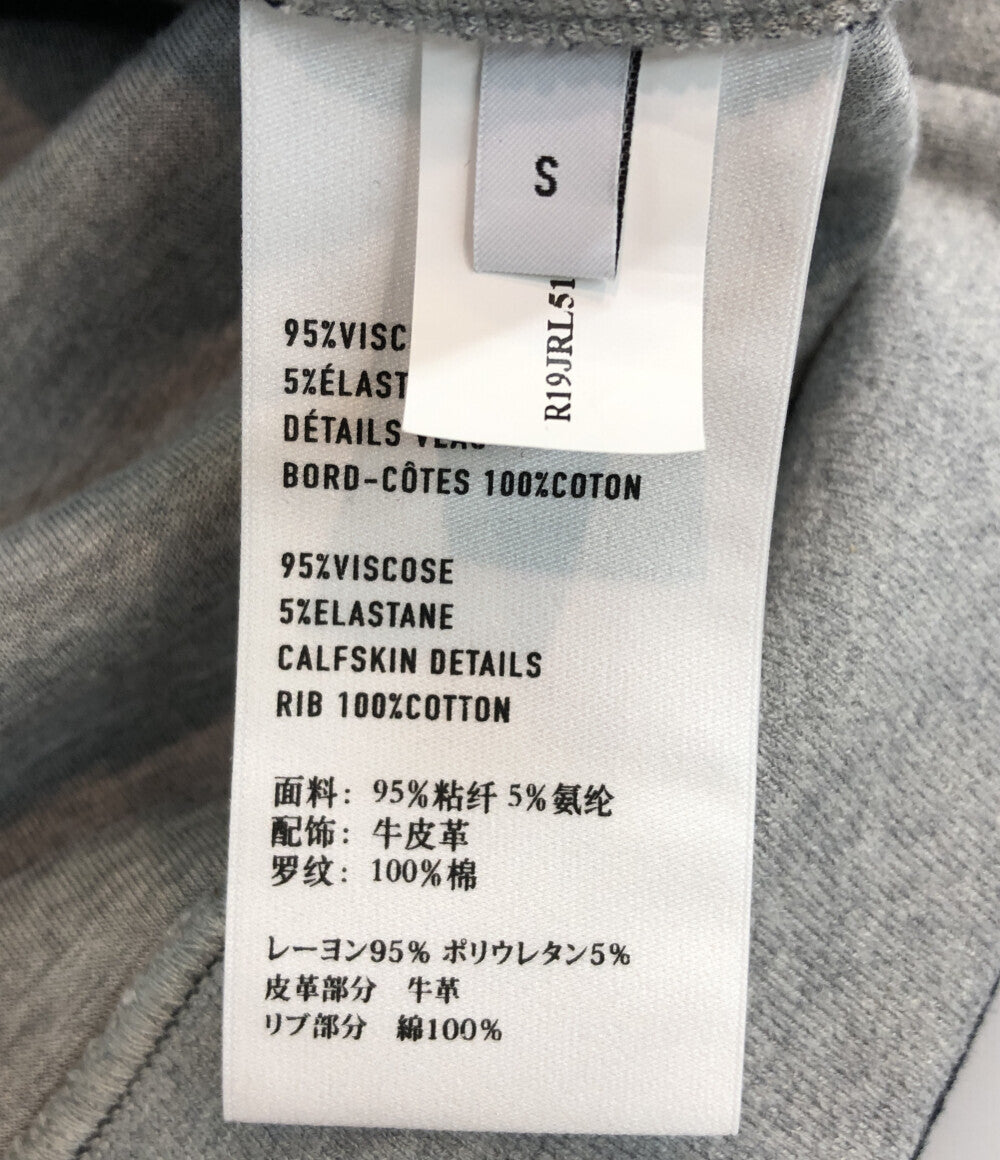 S
R19JRL51
95%VISC
5%ÉLAST
DÉTAILS
BORD-CÔTES 100%COTON
95%VISCOSE
5%ELASTANE
CALFSKIN DETAILS
RIB 100%COTTON
面料: 95%粘纤 5%氨纶
配饰: 牛皮革
罗纹: 100%棉
レーヨン95% ポリウレタン5%
皮革部分 牛革
リブ部分 綿100%